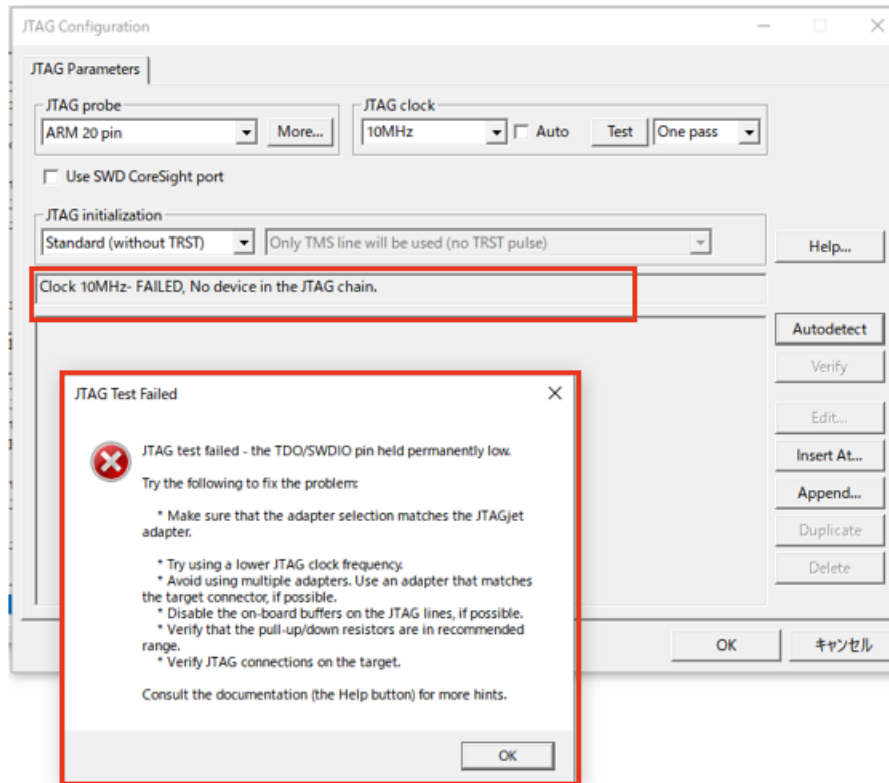 JTAG Configuration
JTAG Parameters
JTAG probe
ARM 20 pin
More...
JTAG clock
10MHz
Auto
Test
One pass
Use SWD CoreSight port
JTAG initialization
Standard (without TRST)
Only TMS line will be used (no TRST pulse)
Help...
Clock 10MHz- FAILED, No device in the JTAG chain.
Autodetect
Verify
Edit...
Insert At...
Append...
Duplicate
Delete
JTAG Test Failed
JTAG test failed - the TDO/SWDIO pin held permanently low.
Try the following to fix the problem:
* Make sure that the adapter selection matches the JTAGjet
adapter.
* Try using a lower JTAG clock frequency.
* Avoid using multiple adapters. Use an adapter that matches
the target connector, if possible.
* Disable the on-board buffers on the JTAG lines, if possible.
* Verify that the pull-up/down resistors are in recommended
range.
* Verify JTAG connections on the target.
Consult the documentation (the Help button) for more hints.
OK
OK
キャンセル